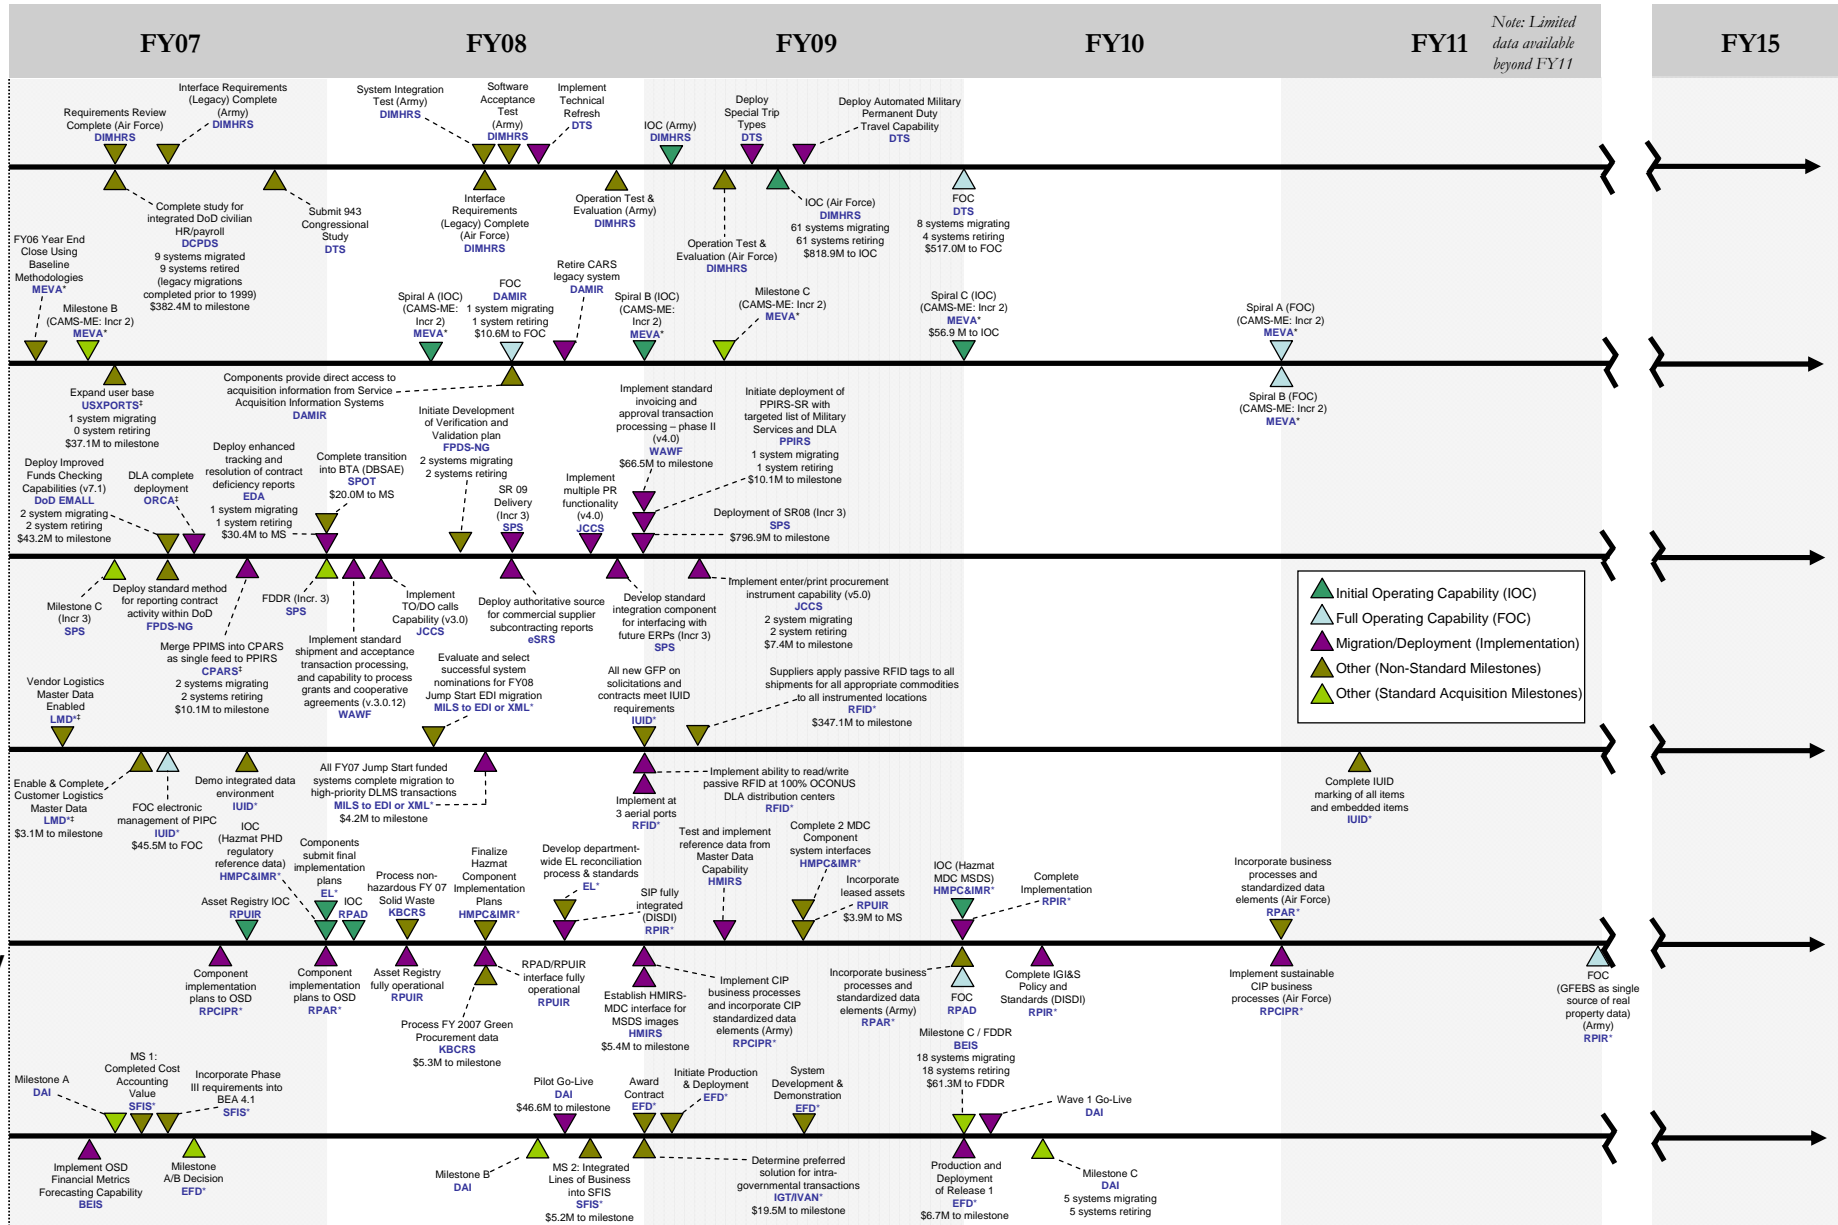 FY07
FY08
FY09
FY10
FY11
Note: Limited
data available
beyond FY11
FY15
Requirements Review
Complete (Air Force)
DIMHRS
Interface Requirements
(Legacy) Complete
(Army)
DIMHRS
System Integration
Test (Army)
DIMHRS
Software
Acceptance
Test
(Army)
DIMHRS
Implement
Technical
Refresh
DTS
IOC (Army)
DIMHRS
Deploy
Special Trip
Types
DTS
Deploy Automated Military
Permanent Duty
Travel Capability
DTS
Complete study for
integrated DoD civilian
HR/payroll
DCPDS
9 systems migrated
9 systems retired
(legacy migrations
completed prior to 1999)
$382.4M to milestone
Submit 943
Congressional
Study
DTS
Interface
Requirements
(Legacy) Complete
(Air Force)
DIMHRS
Operation Test &
Evaluation (Army)
DIMHRS
Operation Test &
Evaluation (Air Force)
DIMHRS
IOC (Air Force)
DIMHRS
61 systems migrating
61 systems retiring
$818.9M to IOC
FOC
DTS
8 systems migrating
4 systems retiring
$517.0M to FOC
FY06 Year End
Close Using
Baseline
Methodologies
MEVA*
Milestone B
(CAMS-ME: Incr 2)
MEVA*
Spiral A (IOC)
(CAMS-ME:
Incr 2)
MEVA*
FOC
DAMIR
1 system migrating
1 system retiring
$10.6M to FOC
Retire CARS
legacy system
DAMIR
Spiral B (IOC)
(CAMS-ME:
Incr 2)
MEVA*
Milestone C
(CAMS-ME: Incr 2)
MEVA*
Spiral C (IOC)
(CAMS-ME: Incr 2)
MEVA*
$56.9 M to IOC
Spiral A (FOC)
(CAMS-ME: Incr 2)
MEVA*
Expand user base
USXPORTS‡
1 system migrating
0 system retiring
$37.1M to milestone
Components provide direct access to
acquisition information from Service
Acquisition Information Systems
DAMIR
Spiral B (FOC)
(CAMS-ME: Incr 2)
MEVA*
Deploy Improved
Funds Checking
Capabilities (v7.1)
DoD EMALL
2 system migrating
2 system retiring
$43.2M to milestone
DLA complete
deployment
ORCA‡
Deploy enhanced
tracking and
resolution of contract
deficiency reports
EDA
1 system migrating
1 system retiring
$30.4M to MS
Complete transition
into BTA (DBSAE)
SPOT
$20.0M to MS
Initiate Development
of Verification and
Validation plan
FPDS-NG
2 systems migrating
2 systems retiring
SR 09
Delivery
(Incr 3)
SPS
Implement
multiple PR
functionality
(v4.0)
JCCS
Implement standard
invoicing and
approval transaction
processing – phase II
(v4.0)
WAWF
$66.5M to milestone
Initiate deployment of
PPIRS-SR with
targeted list of Military
Services and DLA
PPIRS
1 system migrating
1 system retiring
$10.1M to milestone
Deployment of SR08 (Incr 3)
SPS
$796.9M to milestone
Milestone C
(Incr 3)
SPS
Deploy standard method
for reporting contract
activity within DoD
FPDS-NG
Merge PPIMS into CPARS
as single feed to PPIRS
CPARS‡
2 systems migrating
2 systems retiring
$10.1M to milestone
FDDR (Incr. 3)
SPS
Implement standard
shipment and acceptance
transaction processing,
and capability to process
grants and cooperative
agreements (v.3.0.12)
WAWF
Implement
TO/DO calls
Capability (v3.0)
JCCS
Deploy authoritative source
for commercial supplier
subcontracting reports
eSRS
Develop standard
integration component
for interfacing with
future ERPs (Incr 3)
SPS
Implement enter/print procurement
instrument capability (v5.0)
JCCS
2 systems migrating
2 system retiring
$7.4M to milestone
Initial Operating Capability (IOC)
Full Operating Capability (FOC)
Migration/Deployment (Implementation)
Other (Non-Standard Milestones)
Other (Standard Acquisition Milestones)
Vendor Logistics
Master Data
Enabled
LMD*‡
Evaluate and select
successful system
nominations for FY08
Jump Start EDI migration
MILS to EDI or XML*
All new GFP on
solicitations and
contracts meet IUID
requirements
IUID*
Suppliers apply passive RFID tags to all
shipments for all appropriate commodities
to all instrumented locations
RFID*
$347.1M to milestone
Enable & Complete
Customer Logistics
Master Data
LMD*‡
$3.1M to milestone
FOC electronic
management of PIPC
IUID*
$45.5M to FOC
Demo integrated data
environment
IUID*
All FY07 Jump Start funded
systems complete migration to
high-priority DLMS transactions
MILS to EDI or XML*
$4.2M to milestone
Implement at
3 aerial ports
RFID*
Implement ability to read/write
passive RFID at 100% OCONUS
DLA distribution centers
RFID*
Complete IUID
marking of all items
and embedded items
IUID*
Asset Registry IOC
RPUIR
IOC
(Hazmat PHD
regulatory
reference data)
HMPC&IMR*
Components
submit final
implementation
plans
EL*
IOC
RPAD
Process non-
hazardous FY 07
Solid Waste
KBCRS
Finalize
Hazmat
Component
Implementation
Plans
HMPC&IMR*
Develop department-
wide EL reconciliation
process & standards
EL*
SIP fully
integrated
(DISDI)
RPIR*
Test and implement
reference data from
Master Data
Capability
HMIRS
Complete 2 MDC
Component
system interfaces
HMPC&IMR*
Incorporate
leased assets
RPUIR
$3.9M to MS
IOC (Hazmat
MDC MSDS)
HMPC&IMR*
Complete
Implementation
RPIR*
Incorporate business
processes and
standardized data
elements (Air Force)
RPAR*
Component
implementation
plans to OSD
RPCIPR*
Component
implementation
plans to OSD
RPAR*
Asset Registry
fully operational
RPUIR
Process FY 2007 Green
Procurement data
KBCRS
$5.3M to milestone
RPAD/RPUIR
interface fully
operational
RPUIR
Establish HMIRS-
MDC interface for
MSDS images
HMIRS
$5.4M to milestone
Implement CIP
business processes
and incorporate CIP
standardized data
elements (Army)
RPCIPR*
Incorporate business
processes and
standardized data
elements (Army)
RPAR*
FOC
RPAD
Complete IGI&S
Policy and
Standards (DISDI)
RPIR*
Implement sustainable
CIP business
processes (Air Force)
RPCIPR*
FOC
(GFEBS as single
source of real
property data)
(Army)
RPIR*
Milestone A
DAI
MS 1:
Completed Cost
Accounting
Value
SFIS*
Incorporate Phase
III requirements into
BEA 4.1
SFIS*
Pilot Go-Live
DAI
$46.6M to milestone
Award
Contract
EFD*
Initiate Production
& Deployment
EFD*
System
Development &
Demonstration
EFD*
Milestone C / FDDR
BEIS
18 systems migrating
18 systems retiring
$61.3M to FDDR
Wave 1 Go-Live
DAI
Implement OSD
Financial Metrics
Forecasting Capability
BEIS
Milestone
A/B Decision
EFD*
Milestone B
DAI
MS 2: Integrated
Lines of Business
into SFIS
SFIS*
$5.2M to milestone
Determine preferred
solution for intra-
governmental transactions
IGT/IVAN*
$19.5M to milestone
Production and
Deployment
of Release 1
EFD*
$6.7M to milestone
Milestone C
DAI
5 systems migrating
5 systems retiring